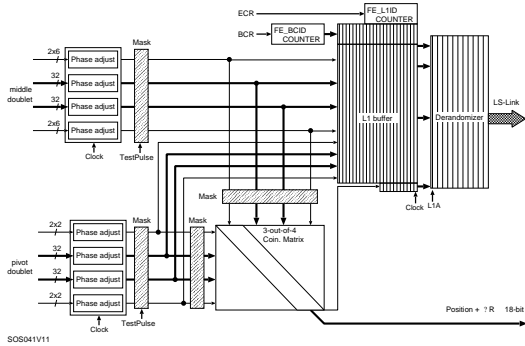 ECR
FE_L1ID
COUNTER
BCR
FE_BCID
COUNTER
Mask
2x6
Phase adjust
32
Phase adjust
middle
doublet
32
Phase adjust
2x6
Phase adjust
Clock
TestPulse
L1 buffer
Derandomizer
LS-Link
Mask
Clock
L1A
Mask
Mask
2x2
Phase adjust
3-out-of-4
Coin. Matrix
32
Phase adjust
pivot
doublet
32
Phase adjust
2x2
Phase adjust
Clock
TestPulse
Position + ? R 18-bit
SOS041V11